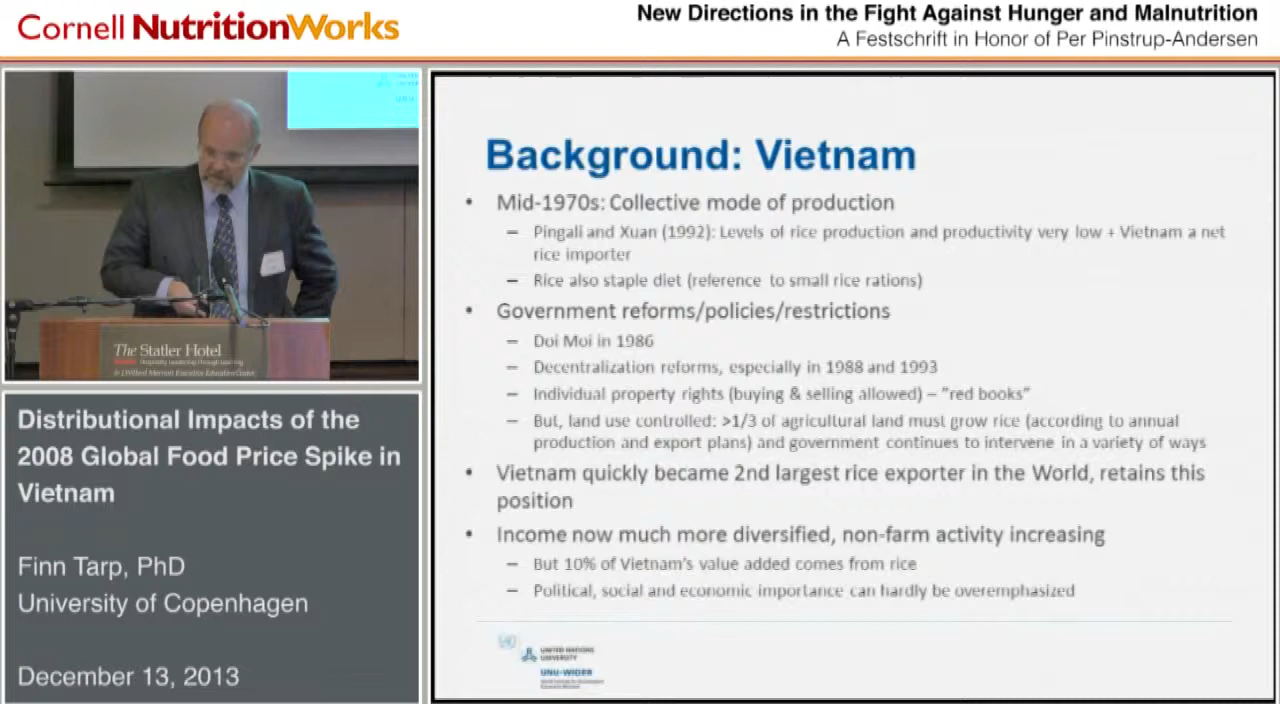 Cornell NutritionWorks
New Directions in the Fight Against Hunger and Malnutrition
A Festschrift in Honor of Per Pinstrup-Andersen
The Statler Hotel
J. Willard Marriott Executive Education Center
Distributional Impacts of the
2008 Global Food Price Spike in
Vietnam
Finn Tarp, PhD
University of Copenhagen
December 13, 2013
Background: Vietnam
• Mid-1970s: Collective mode of production
– Pingali and Xuan (1992): Levels of rice production and productivity very low + Vietnam a net
rice importer
– Rice also staple diet (reference to small rice rations)
• Government reforms/policies/restrictions
– Doi Moi in 1986
– Decentralization reforms, especially in 1988 and 1993
– Individual property rights (buying & selling allowed) – "red books"
– But, land use controlled: >1/3 of agricultural land must grow rice (according to annual
production and export plans) and government continues to intervene in a variety of ways
• Vietnam quickly became 2nd largest rice exporter in the World, retains this
position
• Income now much more diversified, non-farm activity increasing
– But 10% of Vietnam's value added comes from rice
– Political, social and economic importance can hardly be overemphasized
UNITED NATIONS
UNIVERSITY
UNU-WIDER